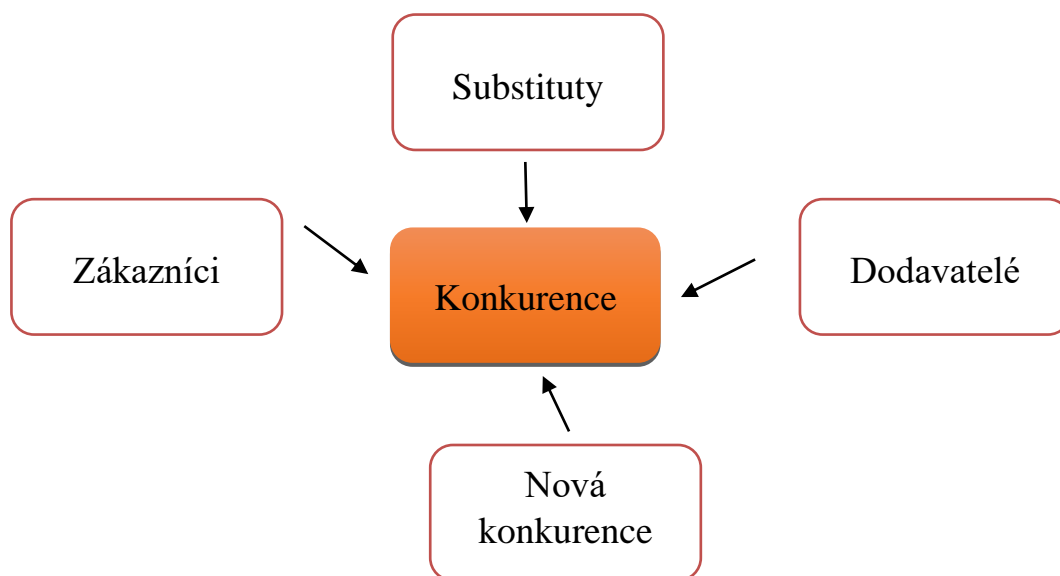 Substituty
Zákazníci
Konkurence
Dodavatelé
Nová
konkurence